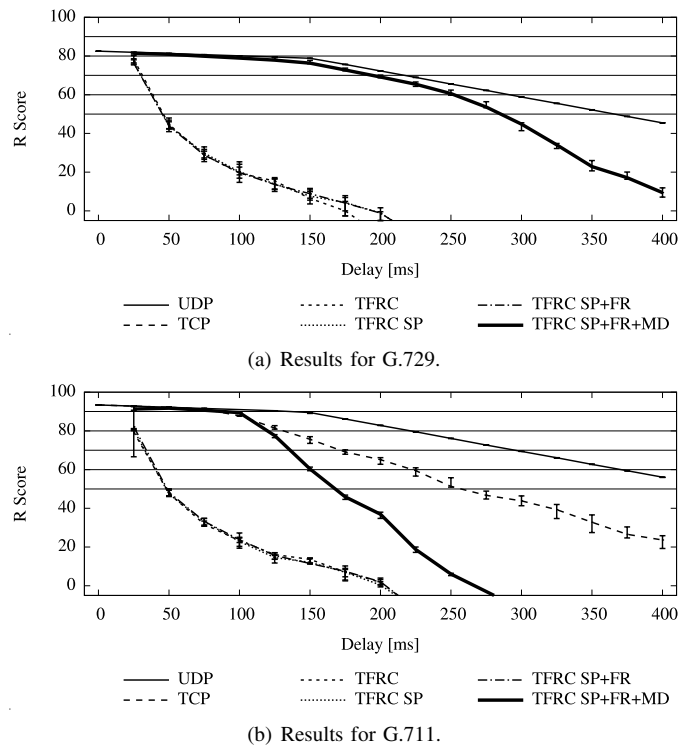 100
80
60
40
20
0
R Score
0 50 100 150 200 250 300 350 400
Delay [ms]
UDP TFRC TFRC SP+FR
TCP TFRC SP TFRC SP+FR+MD
(a) Results for G.729.
100
80
60
40
20
0
R Score
0 50 100 150 200 250 300 350 400
Delay [ms]
UDP TFRC TFRC SP+FR
TCP TFRC SP TFRC SP+FR+MD
(b) Results for G.711.